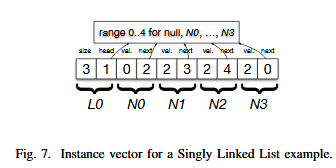 range 0..4 for null, N0, ..., N3
size head val. next val. next val. next val. next
3 1 0 2 2 3 2 4 2 0
L0 N0 N1 N2 N3
Fig. 7. Instance vector for a Singly Linked List example.